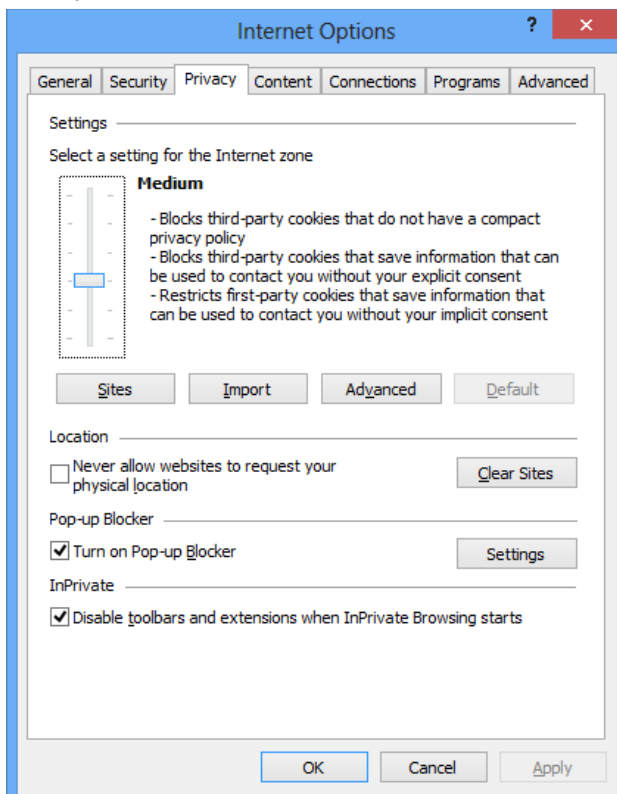 Internet Options
?
×
General Security Privacy Content Connections Programs Advanced
Settings
Select a setting for the Internet zone
Medium
- Blocks third-party cookies that do not have a compact
privacy policy
- Blocks third-party cookies that save information that can
be used to contact you without your explicit consent
- Restricts first-party cookies that save information that
can be used to contact you without your implicit consent
Sites Import Advanced Default
Location
Never allow websites to request your
physical location
Clear Sites
Pop-up Blocker
Turn on Pop-up Blocker
Settings
InPrivate
Disable toolbars and extensions when InPrivate Browsing starts
OK Cancel Apply